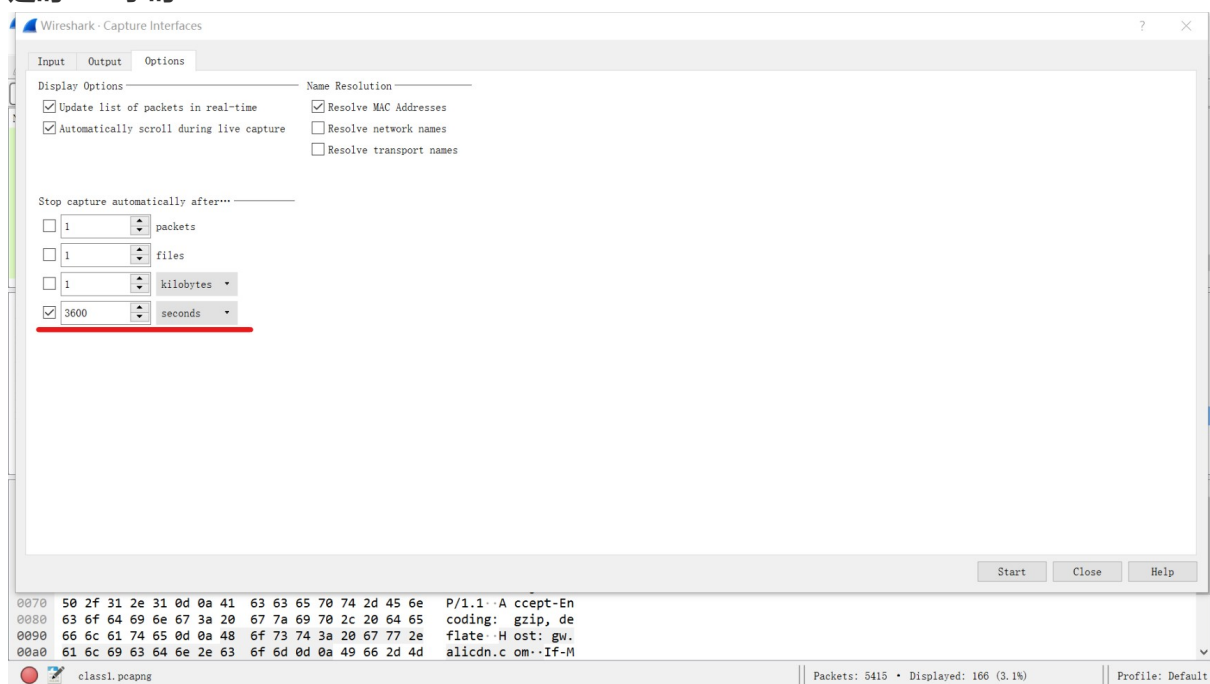 Wireshark · Capture Interfaces
? ×
Input Output Options
Display Options Name Resolution
Update list of packets in real-time Resolve MAC Addresses
Automatically scroll during live capture Resolve network names
Resolve transport names
Stop capture automatically after…
1 packets
1 files
1 kilobytes
3600 seconds
Start Close Help
0070 50 2f 31 2e 31 0d 0a 41 63 63 65 70 74 2d 45 6e P/1.1··A ccept-En
0080 63 6f 64 69 6e 67 3a 20 67 7a 69 70 2c 20 64 65 coding: gzip, de
0090 66 6c 61 74 65 0d 0a 48 6f 73 74 3a 20 67 77 2e flate··H ost: gw.
00a0 61 6c 69 63 64 6e 2e 63 6f 6d 0d 0a 49 66 2d 4d alicdn.c om··If-M
class1.pcapng Packets: 5415 · Displayed: 166 (3.1%) Profile: Default